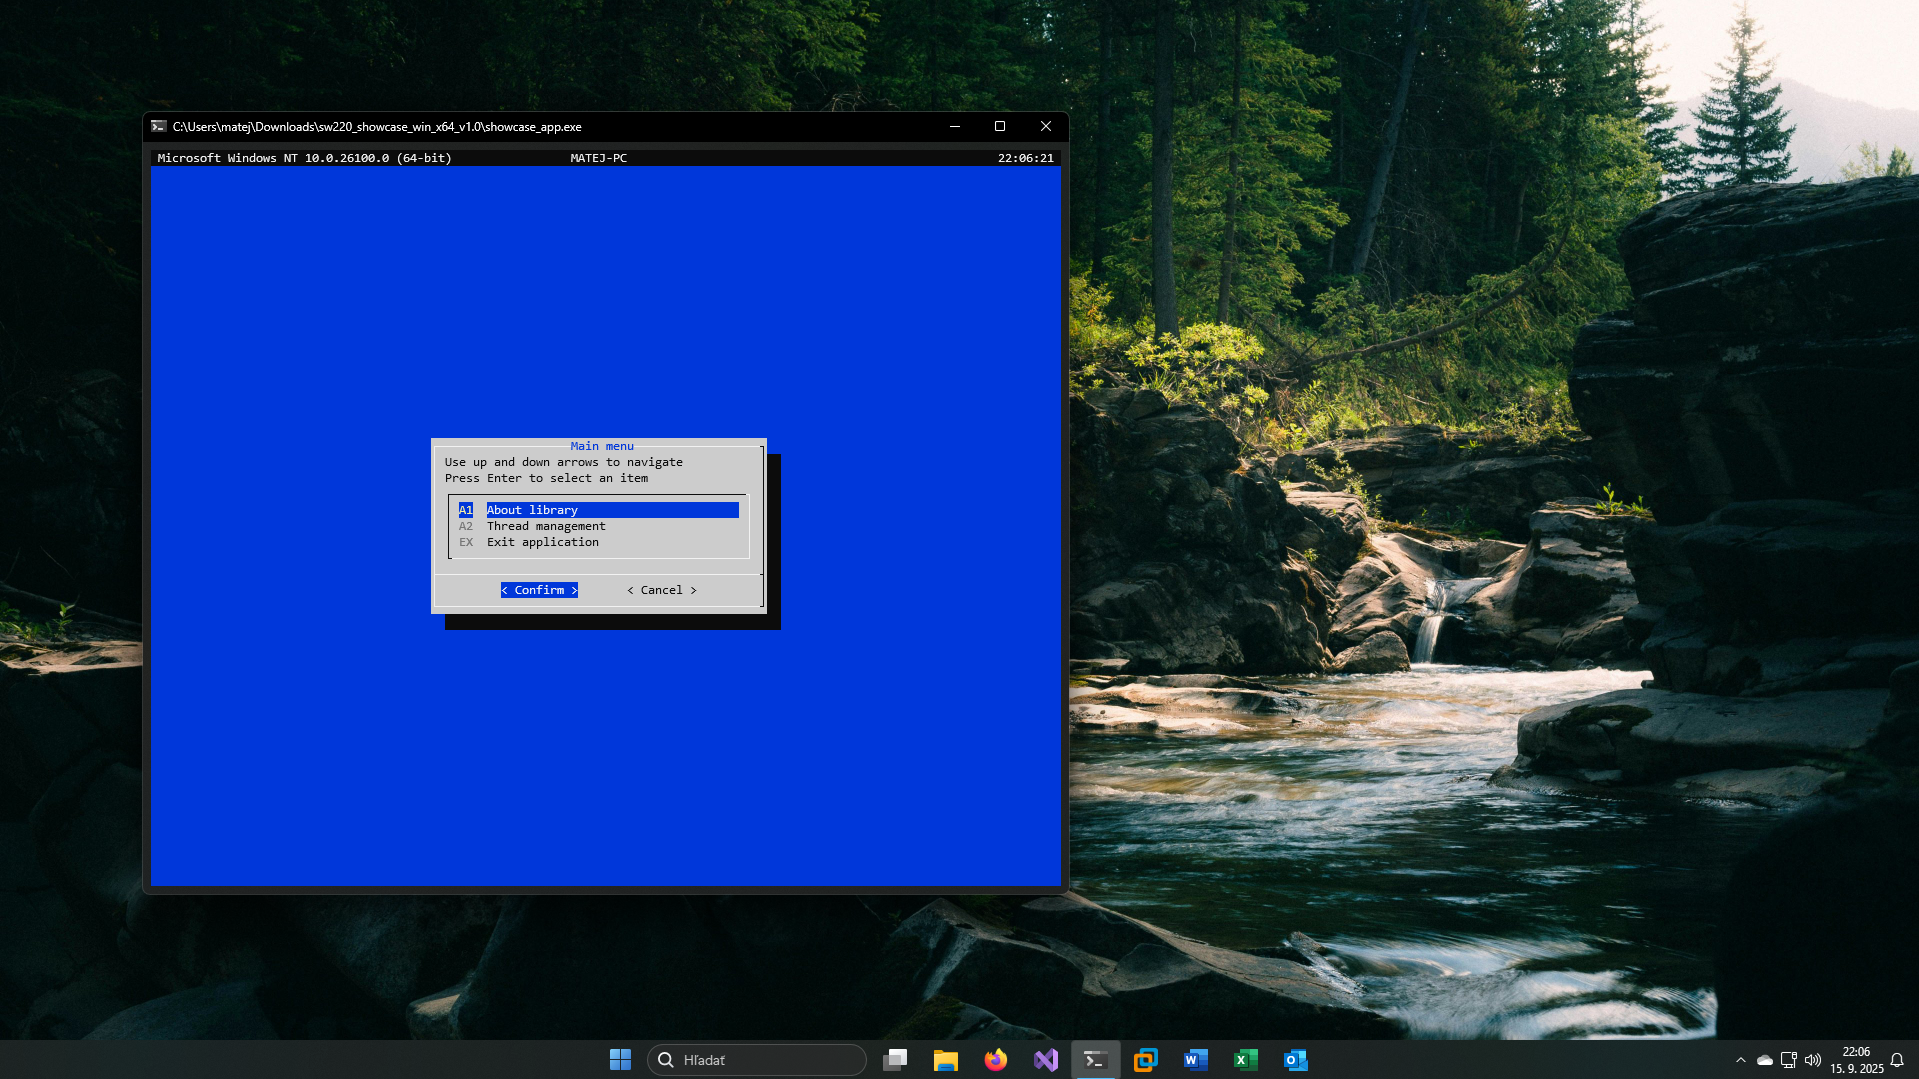 C:\Users\matej\Downloads\sw220_showcase_win_x64_v1.0\showcase_app.exe
Microsoft Windows NT 10.0.26100.0 (64-bit) MATEJ-PC 22:06:21
Main menu
Use up and down arrows to navigate
Press Enter to select an item
A1 About library
A2 Thread management
EX Exit application
< Confirm > < Cancel >
Hľadať
22:06
15. 9. 2025